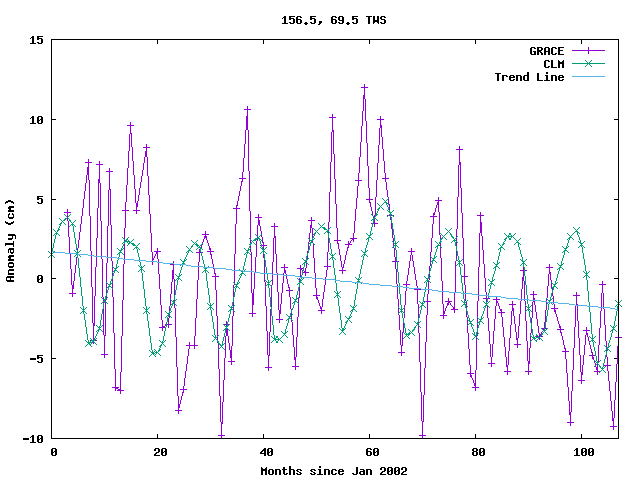 156.5, 69.5 TWS
GRACE
CLM
Trend Line
Anomaly (cm)
15
10
5
0
-5
-10
0 20 40 60 80 100
Months since Jan 2002